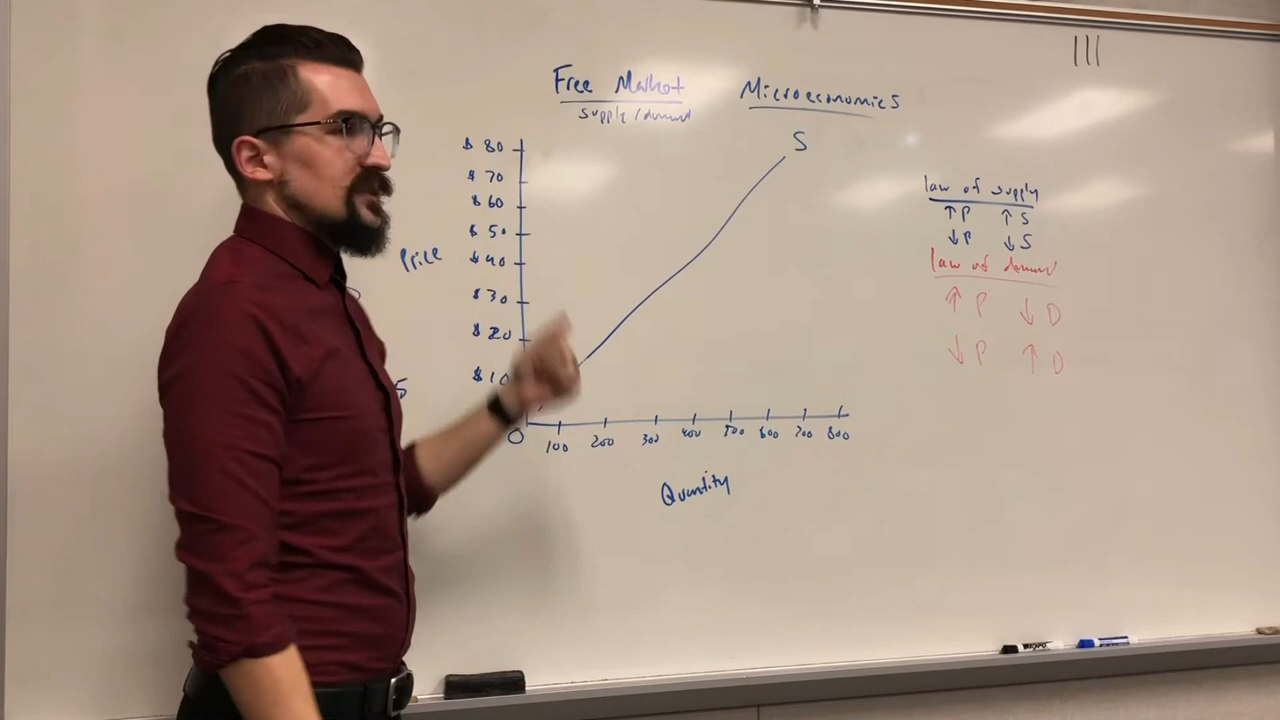 III
Free Market
Microeconomics
supply/demand
S
$80
$70
$60
$50
Price
$40
$30
$20
$10
0
100 200 300 400 500 600 700 800
Quantity
law of supply
↑P ↑S
↓P ↓S
law of demand
↑ P ↓ D
↓ P ↑ D